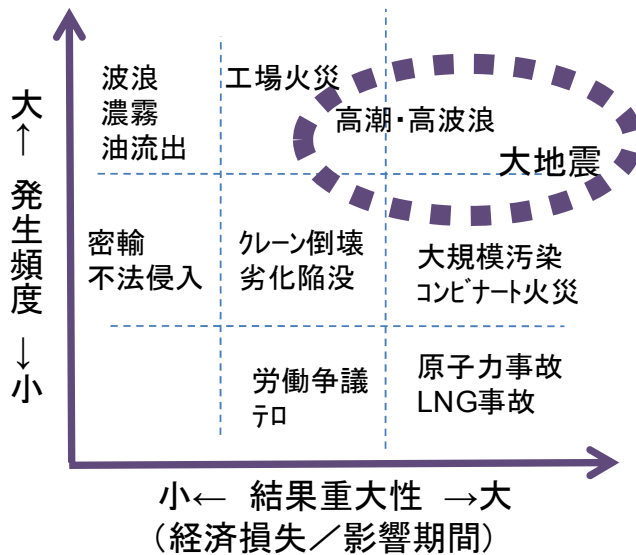 大↑ 発生頻度 ↓小
波浪
濃霧
油流出
工場火災
高潮・高波浪
大地震
密輸
不法侵入
ｸﾚｰﾝ倒壊
劣化陥没
大規模汚染
ｺﾝﾋﾞﾅｰﾄ火災
労働争議
ﾃﾛ
原子力事故
LNG事故
小← 結果重大性 →大
（経済損失／影響期間）